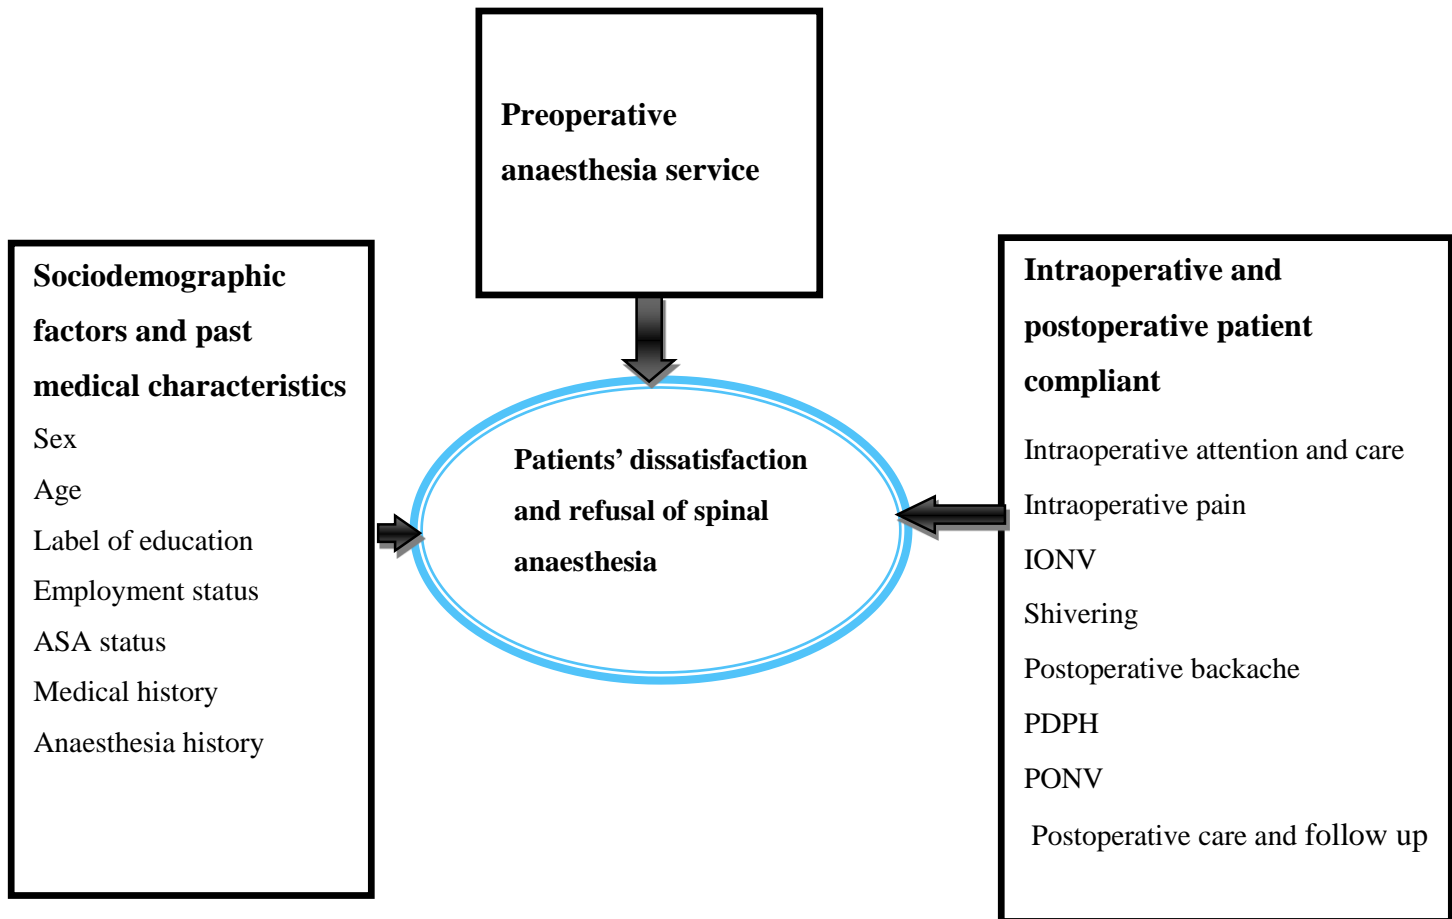 Preoperative
anaesthesia service
Sociodemographic
factors and past
medical characteristics
Sex
Age
Label of education
Employment status
ASA status
Medical history
Anaesthesia history
Patients’ dissatisfaction
and refusal of spinal
anaesthesia
Intraoperative and
postoperative patient
compliant
Intraoperative attention and care
Intraoperative pain
IONV
Shivering
Postoperative backache
PDPH
PONV
Postoperative care and follow up